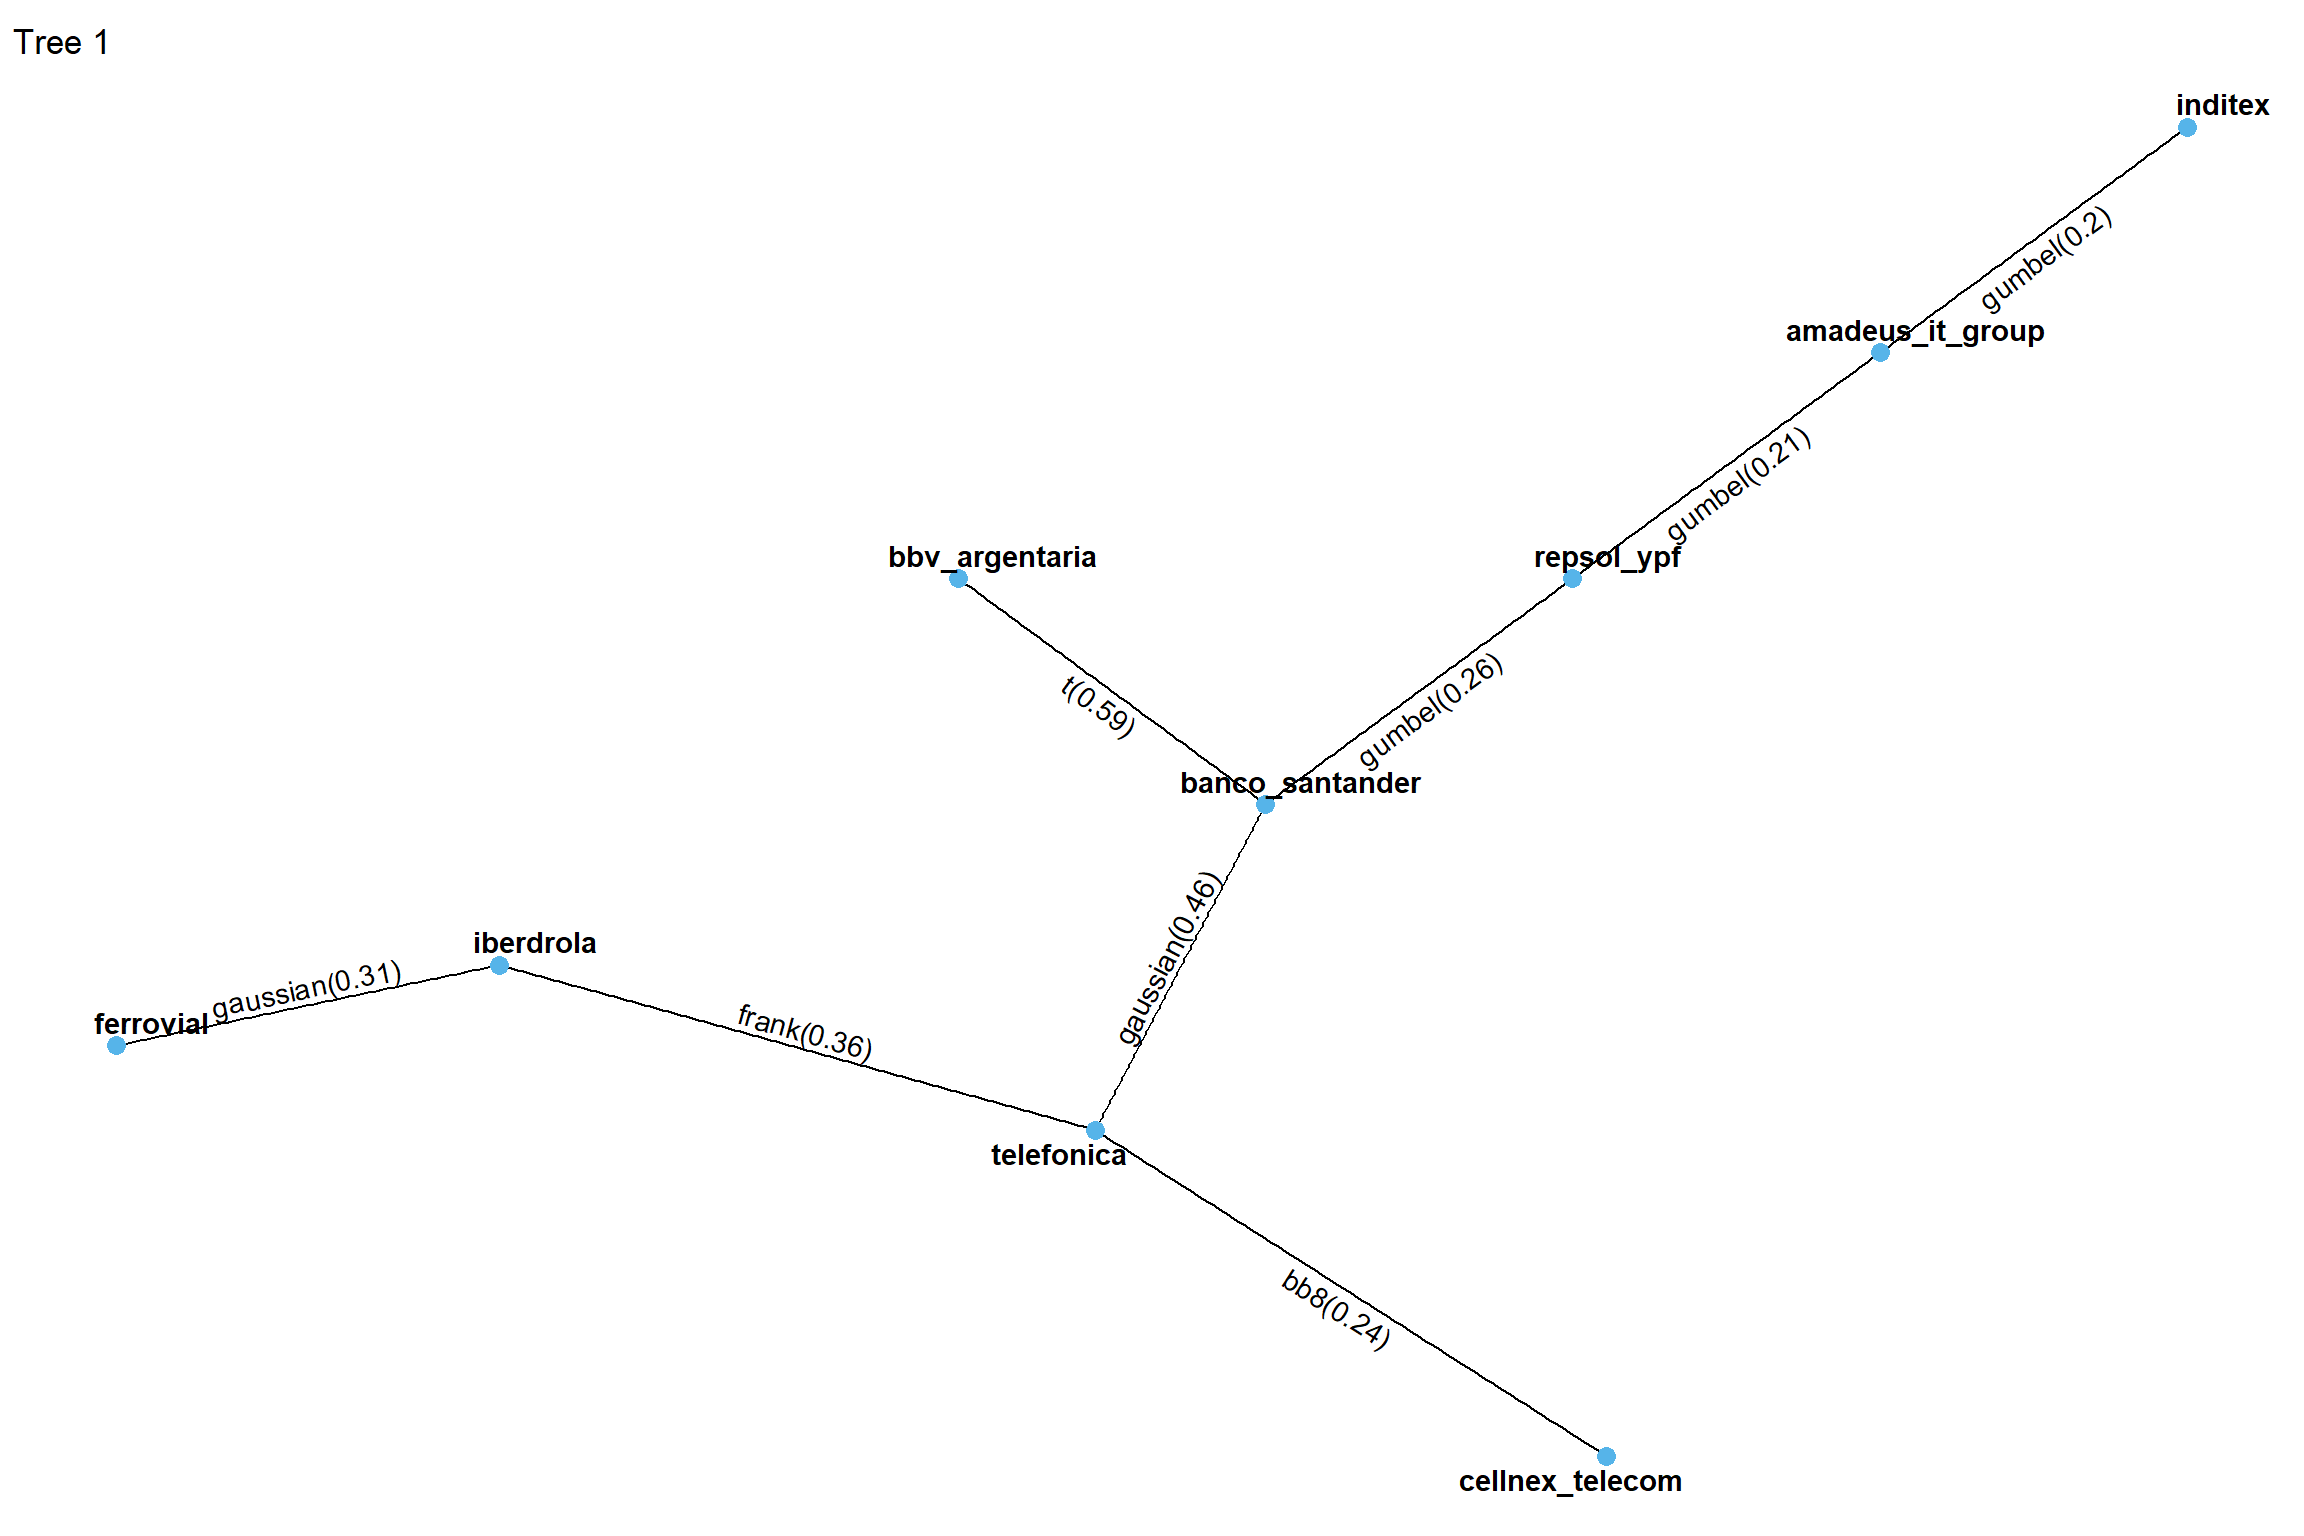 Tree 1
inditex
gumbel(0.2)
amadeus_it_group
gumbel(0.21)
bbv_argentaria
repsol_ypf
t(0.59)
gumbel(0.26)
banco_santander
gaussian(0.46)
iberdrola
gaussian(0.31)
ferrovial
frank(0.36)
telefonica
bb8(0.24)
cellnex_telecom